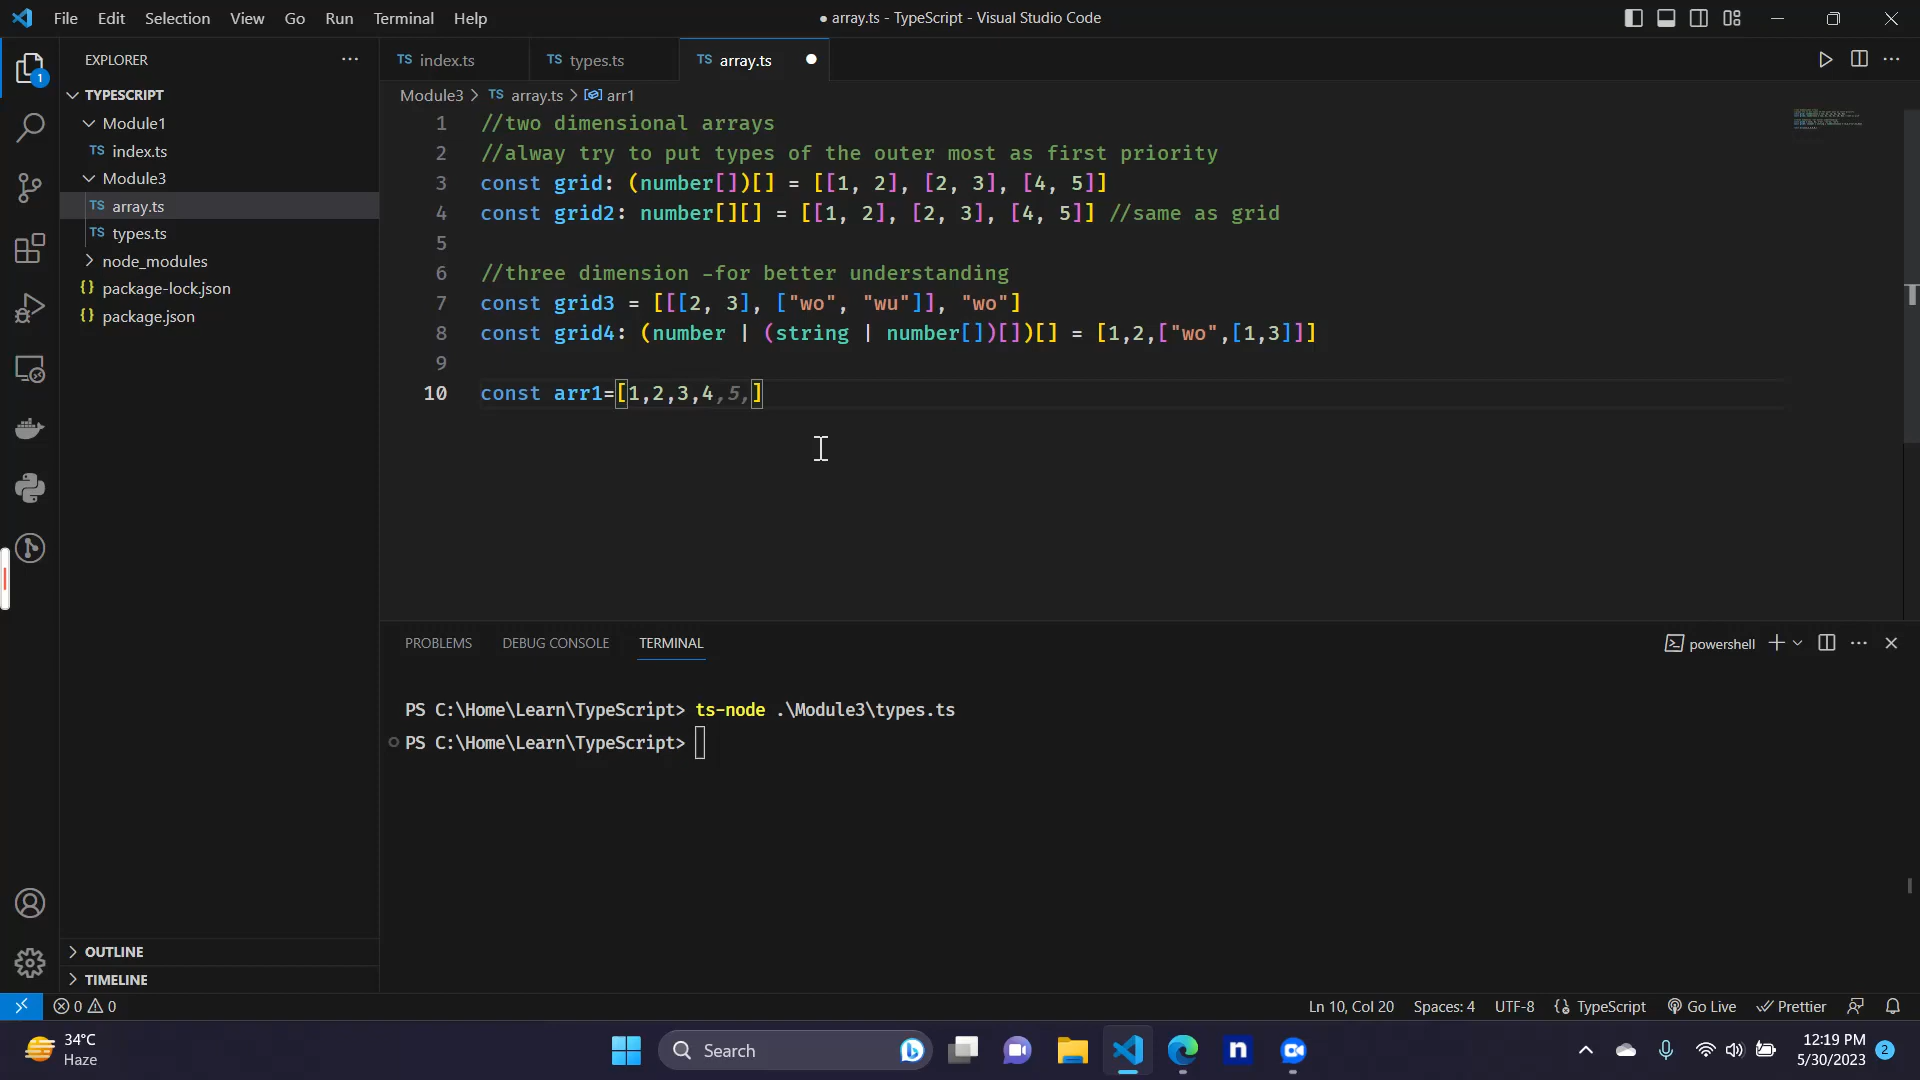 File Edit Selection View Go Run Terminal Help
● array.ts - TypeScript - Visual Studio Code
EXPLORER
TS index.ts
TS types.ts
TS array.ts
1
TYPESCRIPT
Module1
TS index.ts
Module3
TS array.ts
TS types.ts
node_modules
{} package-lock.json
{} package.json
Module3 > TS array.ts > arr1
1 //two dimensional arrays
2 //alway try to put types of the outer most as first priority
3 const grid: (number[])[] = [[1, 2], [2, 3], [4, 5]]
4 const grid2: number[][] = [[1, 2], [2, 3], [4, 5]] //same as grid
5
6 //three dimension -for better understanding
7 const grid3 = [[[2, 3], ["wo", "wu"]], "wo"]
8 const grid4: (number | (string | number[])[])[] = [1,2,["wo",[1,3]]]
9
10 const arr1=[1,2,3,4,5,]
PROBLEMS DEBUG CONSOLE TERMINAL
powershell
PS C:\Home\Learn\TypeScript> ts-node .\Module3\types.ts
PS C:\Home\Learn\TypeScript>
OUTLINE
TIMELINE
0 0
Ln 10, Col 20 Spaces: 4 UTF-8 {} TypeScript Go Live Prettier
34°C
Haze
Search
n
12:19 PM
5/30/2023
2